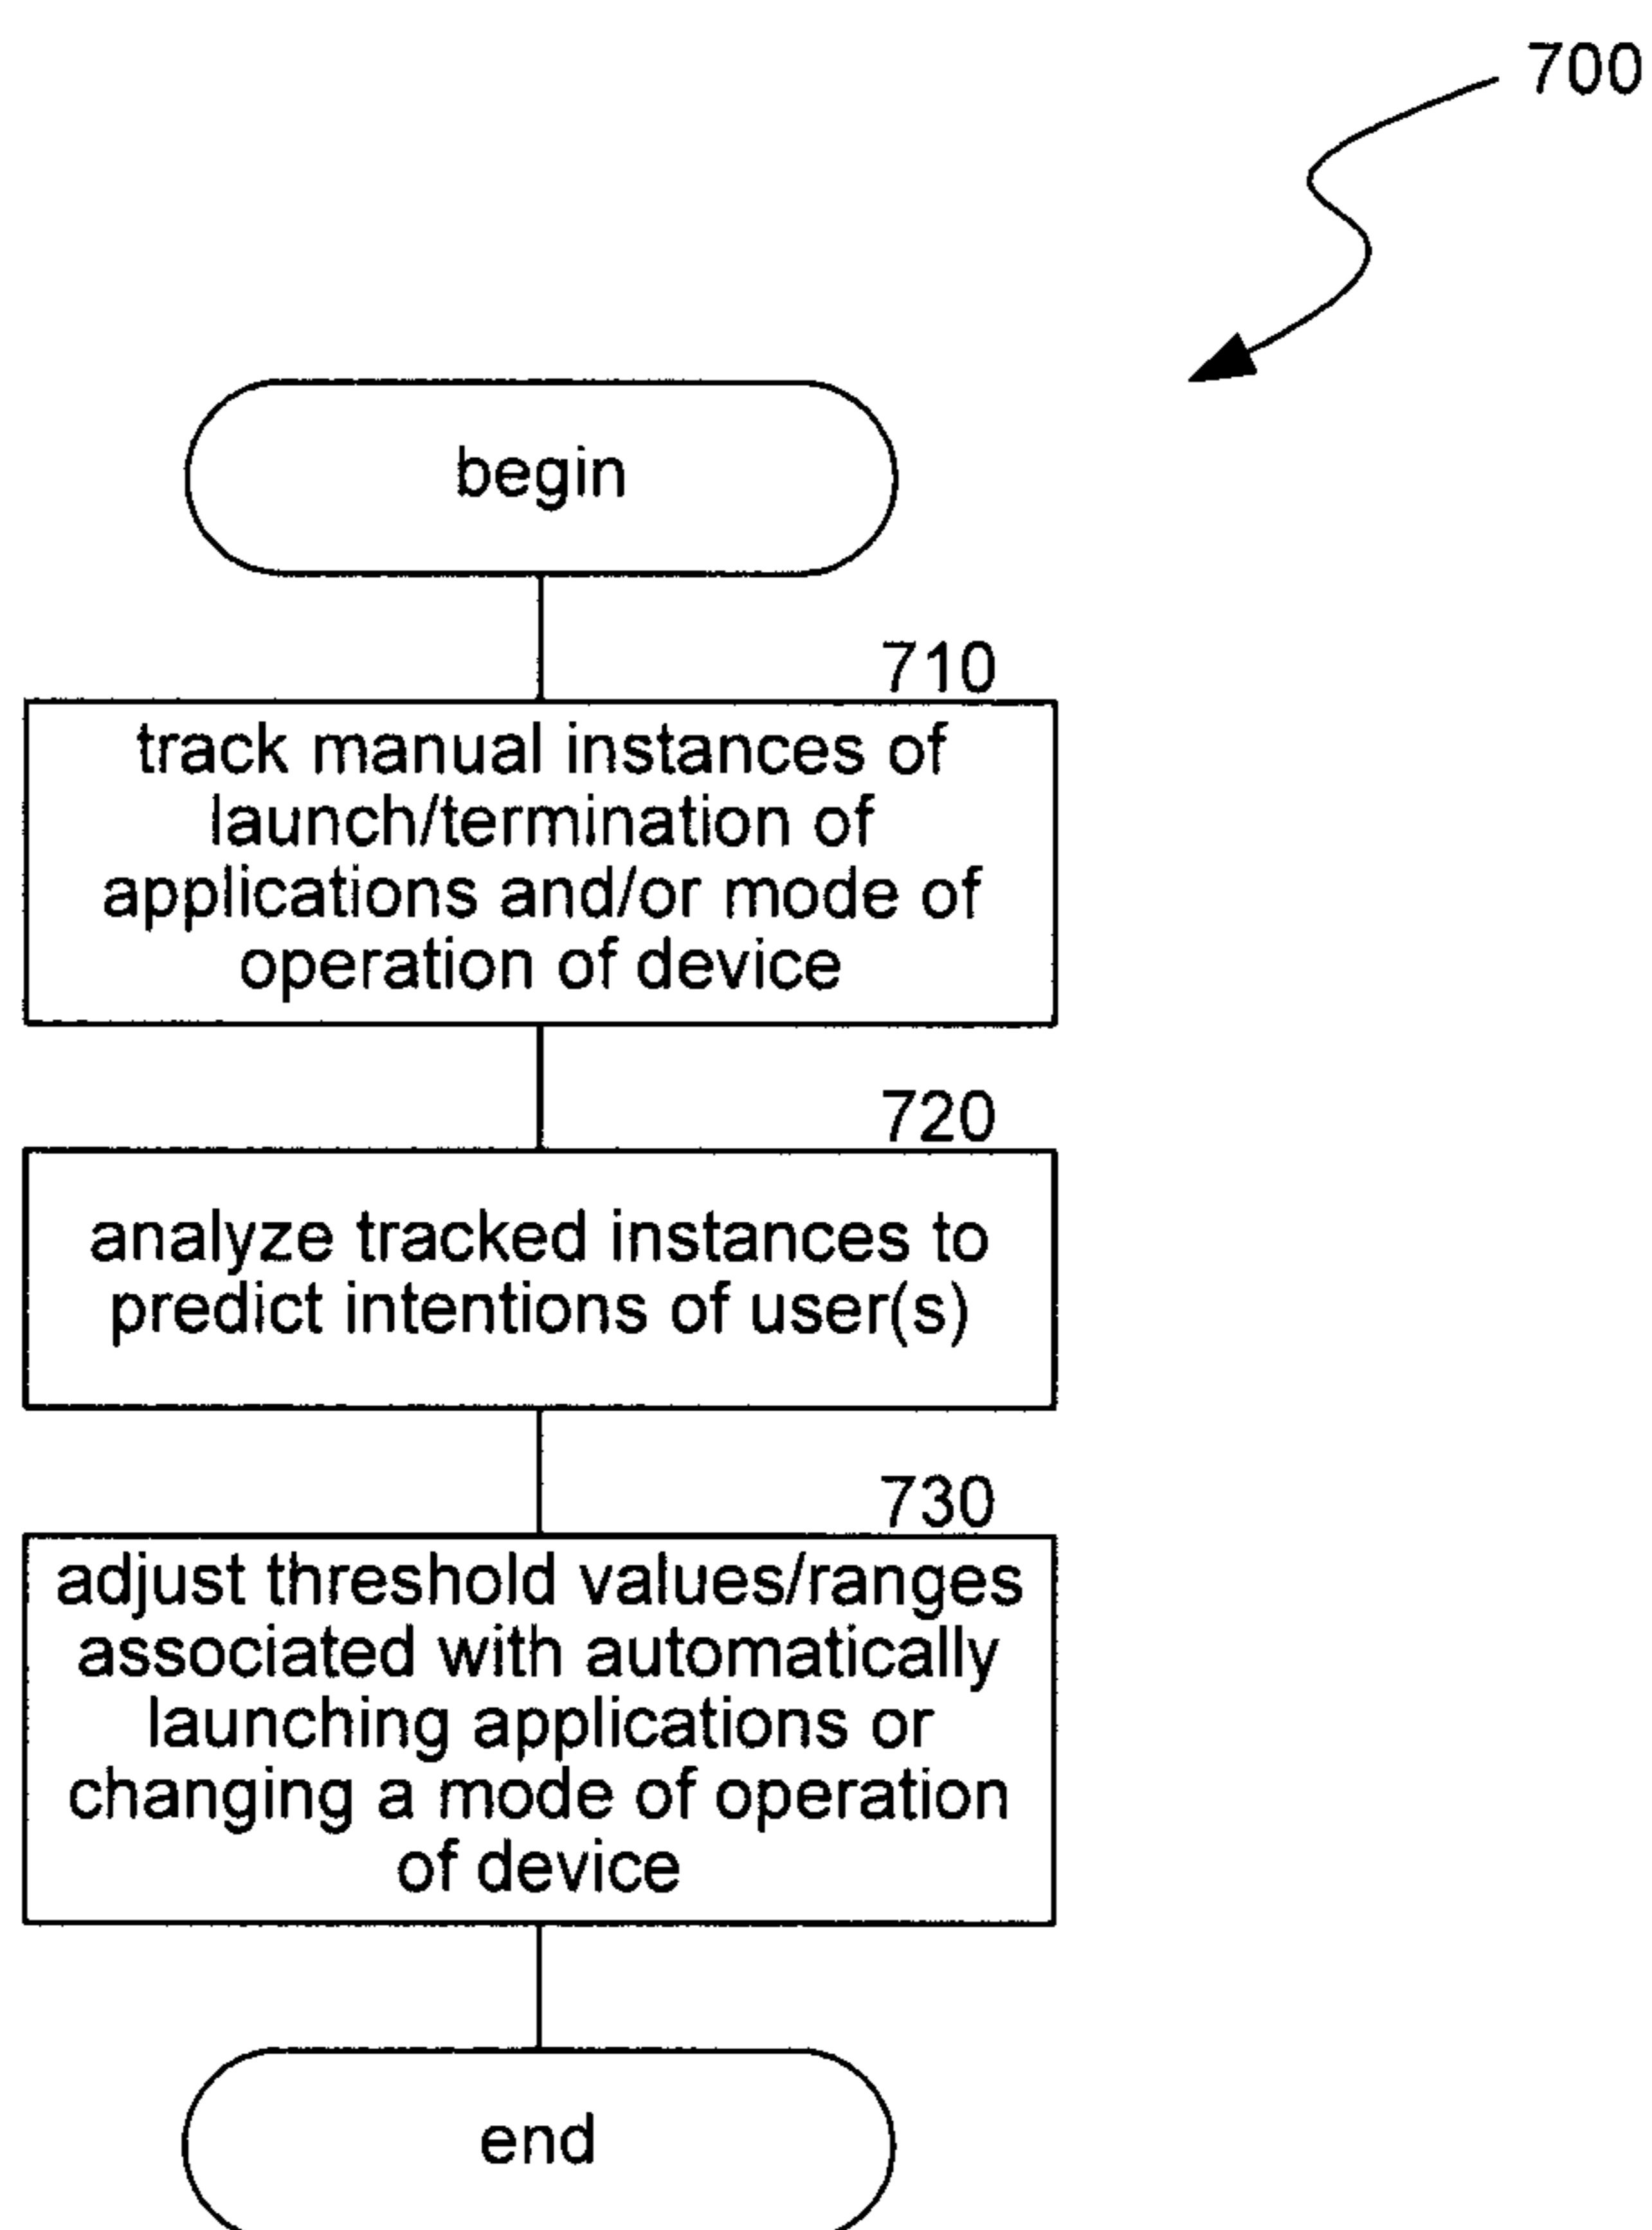 700
begin
710
track manual instances of
launch/termination of
applications and/or mode of
operation of device
720
analyze tracked instances to
predict intentions of user(s)
730
adjust threshold values/ranges
associated with automatically
launching applications or
changing a mode of operation
of device
end